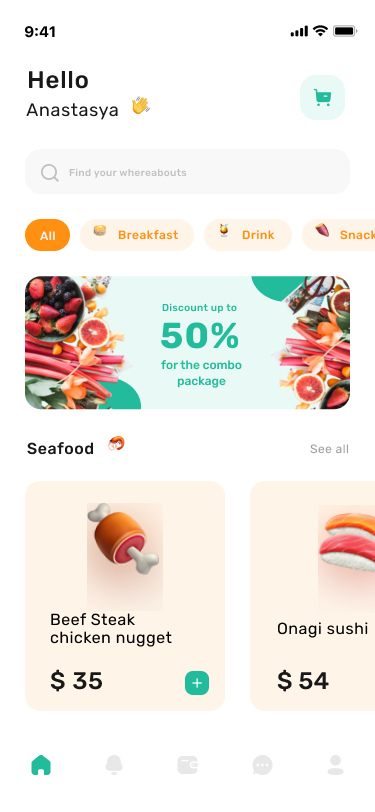 9:41
Hello
Anastasya
Find your whereabouts
All
Breakfast
Drink
Snack
Discount up to
50%
for the combo
package
Seafood
See all
Beef Steak
chicken nugget
$ 35
Onagi sushi
$ 54